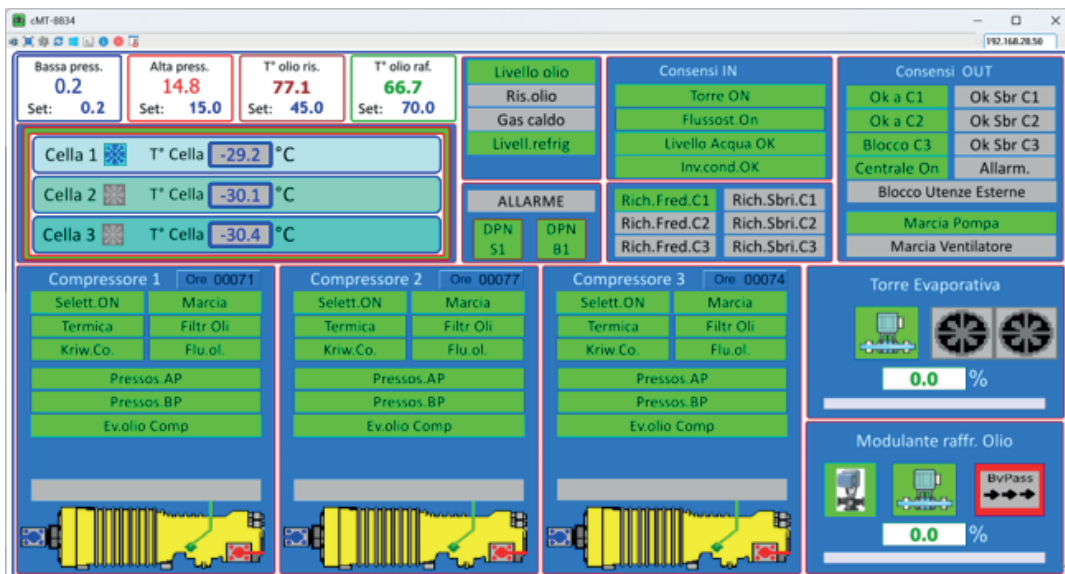 cMT-8834
192.168.28.50
Bassa press.
0.2
Set: 0.2
Alta press.
14.8
Set: 15.0
T° olio ris.
77.1
Set: 45.0
T° olio raf.
66.7
Set: 70.0
Cella 1 T° Cella -29.2 °C
Cella 2 T° Cella -30.1 °C
Cella 3 T° Cella -30.4 °C
Livello olio
Ris.olio
Gas caldo
Livell.refrig
ALLARME
DPN S1
DPN B1
Consensi IN
Torre ON
Flussost.On
Livello Acqua OK
Inv.cond.OK
Rich.Fred.C1 Rich.Sbri.C1
Rich.Fred.C2 Rich.Sbri.C2
Rich.Fred.C3 Rich.Sbri.C3
Consensi OUT
Ok a C1 Ok Sbr C1
Ok a C2 Ok Sbr C2
Blocco C3 Ok Sbr C3
Centrale On Allarm.
Blocco Utenze Esterne
Marcia Pompa
Marcia Ventilatore
Compressore 1 Ore 00071
Selett.ON Marcia
Termica Filtr Oli
Kriw.Co. Flu.ol.
Pressos.AP
Pressos.BP
Ev.olio Comp
Compressore 2 Ore 00077
Selett.ON Marcia
Termica Filtr Oli
Kriw.Co. Flu.ol.
Pressos.AP
Pressos.BP
Ev.olio Comp
Compressore 3 Ore 00074
Selett.ON Marcia
Termica Filtr Oli
Kriw.Co. Flu.ol.
Pressos.AP
Pressos.BP
Ev.olio Comp
Torre Evaporativa
0.0 %
Modulante raffr. Olio
ByPass
0.0 %